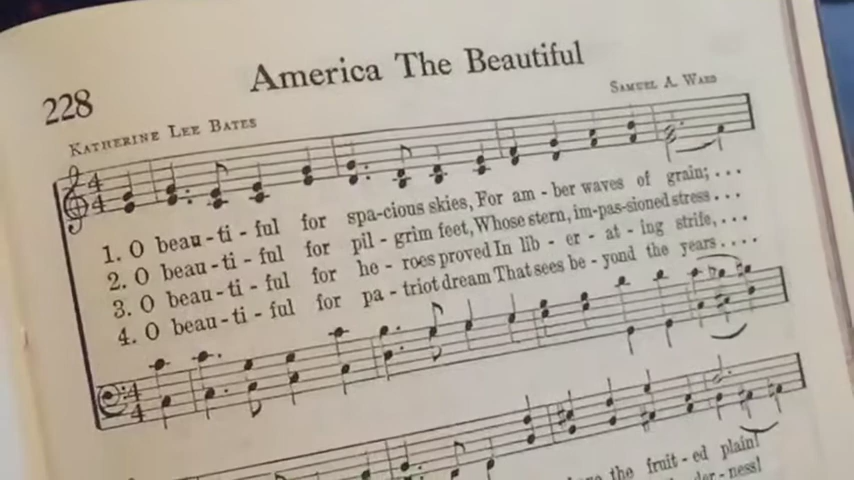 228
America The Beautiful
KATHERINE LEE BATES
SAMUEL A. WARD
1. O beau-ti-ful for spa-cious skies, For am-ber waves of grain; ...
2. O beau-ti-ful for pil-grim feet, Whose stern, im-pas-sioned stress ...
3. O beau-ti-ful for he-roes proved In lib-er-at-ing strife, ...
4. O beau-ti-ful for pa-triot dream That sees be-yond the years ....
the fruit-ed plain!